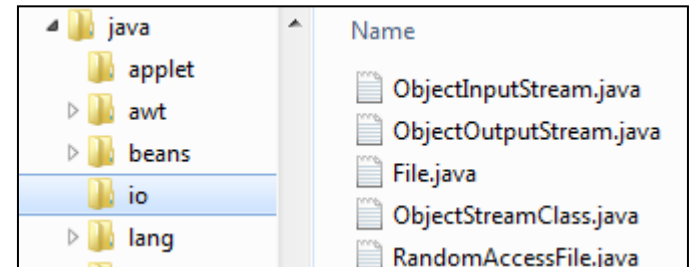 java
applet
awt
beans
io
lang
Name
ObjectInputStream.java
ObjectOutputStream.java
File.java
ObjectStreamClass.java
RandomAccessFile.java